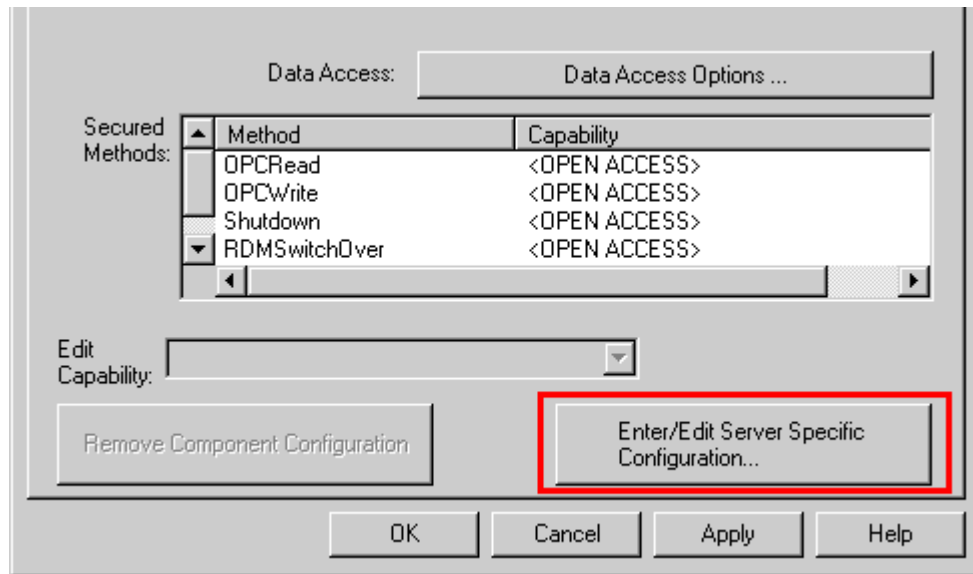 Data Access: Data Access Options ...
Secured Methods:
Method Capability
OPCRead <OPEN ACCESS>
OPCWrite <OPEN ACCESS>
Shutdown <OPEN ACCESS>
RDMSwitchOver <OPEN ACCESS>
Edit
Capability:
Remove Component Configuration
Enter/Edit Server Specific
Configuration...
OK Cancel Apply Help